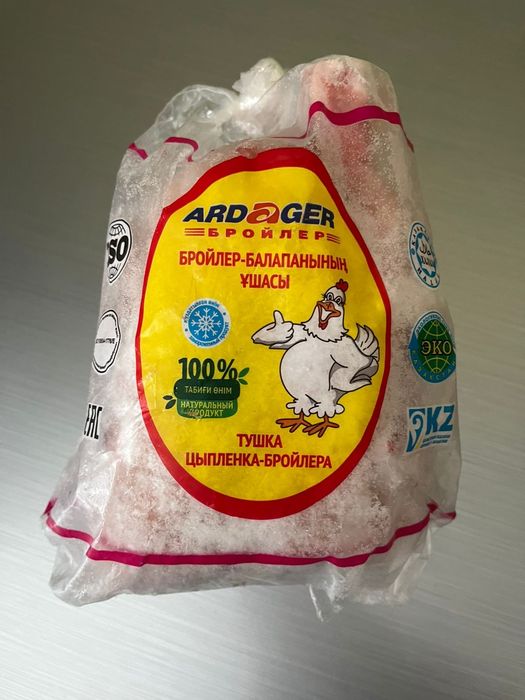 ARDAGER
БРОЙЛЕР
БРОЙЛЕР-БАЛАПАНЫНЫҢ
ҰШАСЫ
100%
ТАБИҒИ ӨНІМ
НАТУРАЛЬНЫЙ
ПРОДУКТ
ТУШКА
ЦЫПЛЕНКА-БРОЙЛЕРА
ЭКО
KZ